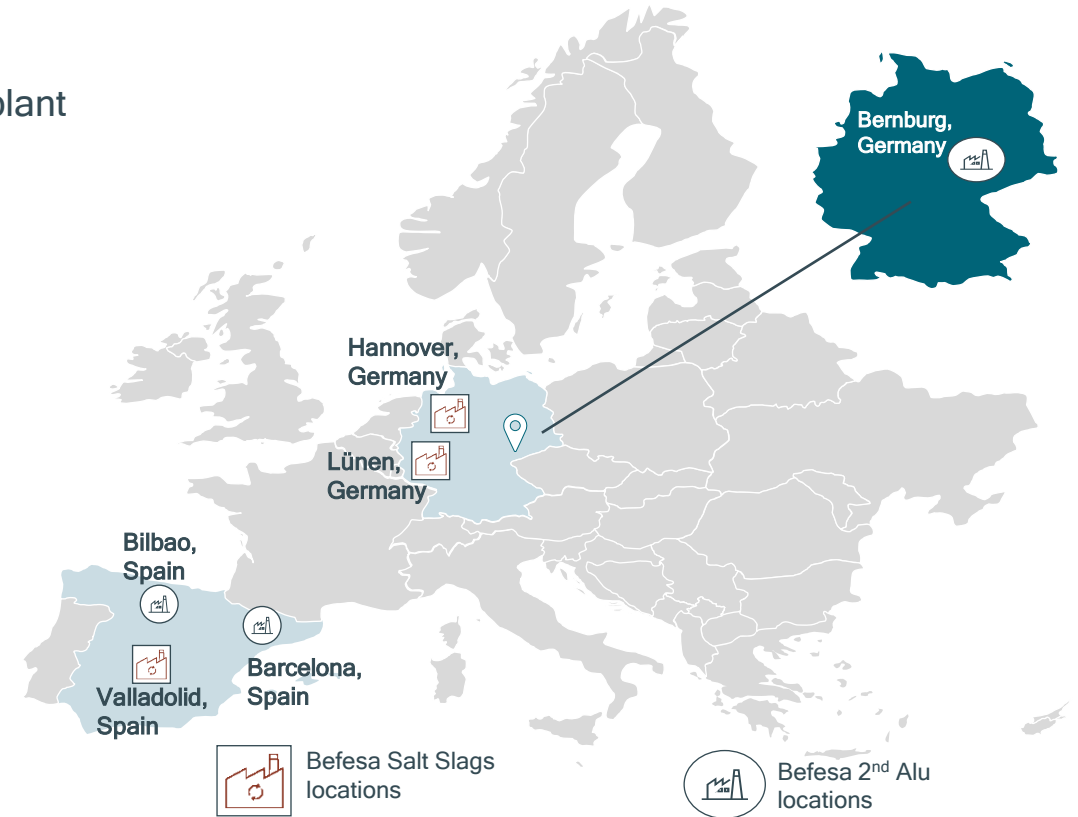 plant
Bernburg,
Germany
Hannover,
Germany
Lünen,
Germany
Bilbao,
Spain
Barcelona,
Spain
Valladolid,
Spain
Befesa Salt Slags
locations
Befesa 2nd Alu
locations